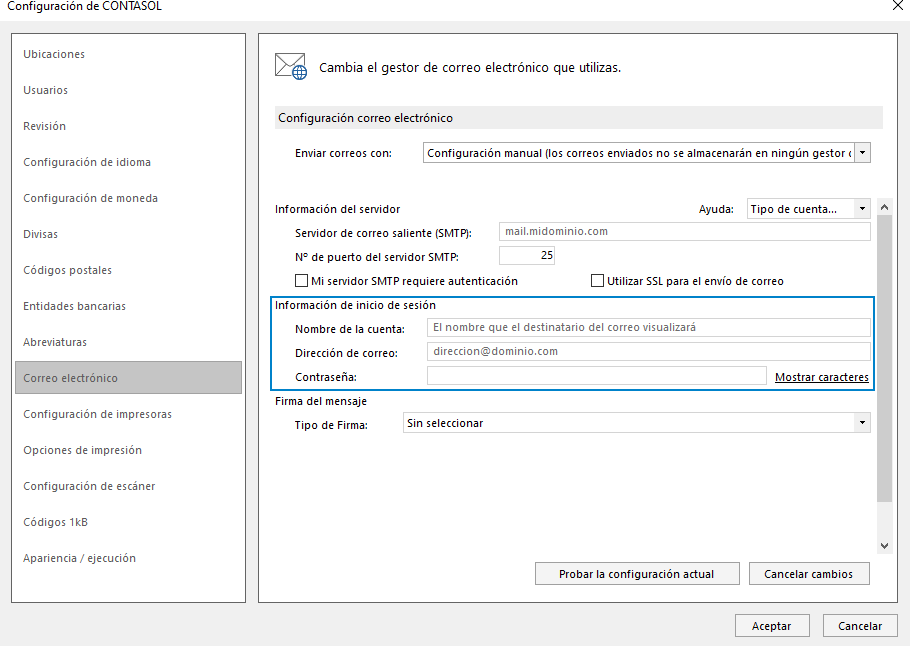 Configuración de CONTASOL
Ubicaciones
Usuarios
Revisión
Configuración de idioma
Configuración de moneda
Divisas
Códigos postales
Entidades bancarias
Abreviaturas
Correo electrónico
Configuración de impresoras
Opciones de impresión
Configuración de escáner
Códigos 1kB
Apariencia / ejecución
Cambia el gestor de correo electrónico que utilizas.
Configuración correo electrónico
Enviar correos con: Configuración manual (los correos enviados no se almacenarán en ningún gestor
Información del servidor Ayuda: Tipo de cuenta...
Servidor de correo saliente (SMTP): mail.midominio.com
Nº de puerto del servidor SMTP: 25
Mi servidor SMTP requiere autenticación Utilizar SSL para el envío de correo
Información de inicio de sesión
Nombre de la cuenta: El nombre que el destinatario del correo visualizará
Dirección de correo: direccion@dominio.com
Contraseña: Mostrar caracteres
Firma del mensaje
Tipo de Firma: Sin seleccionar
Probar la configuración actual Cancelar cambios
Aceptar Cancelar